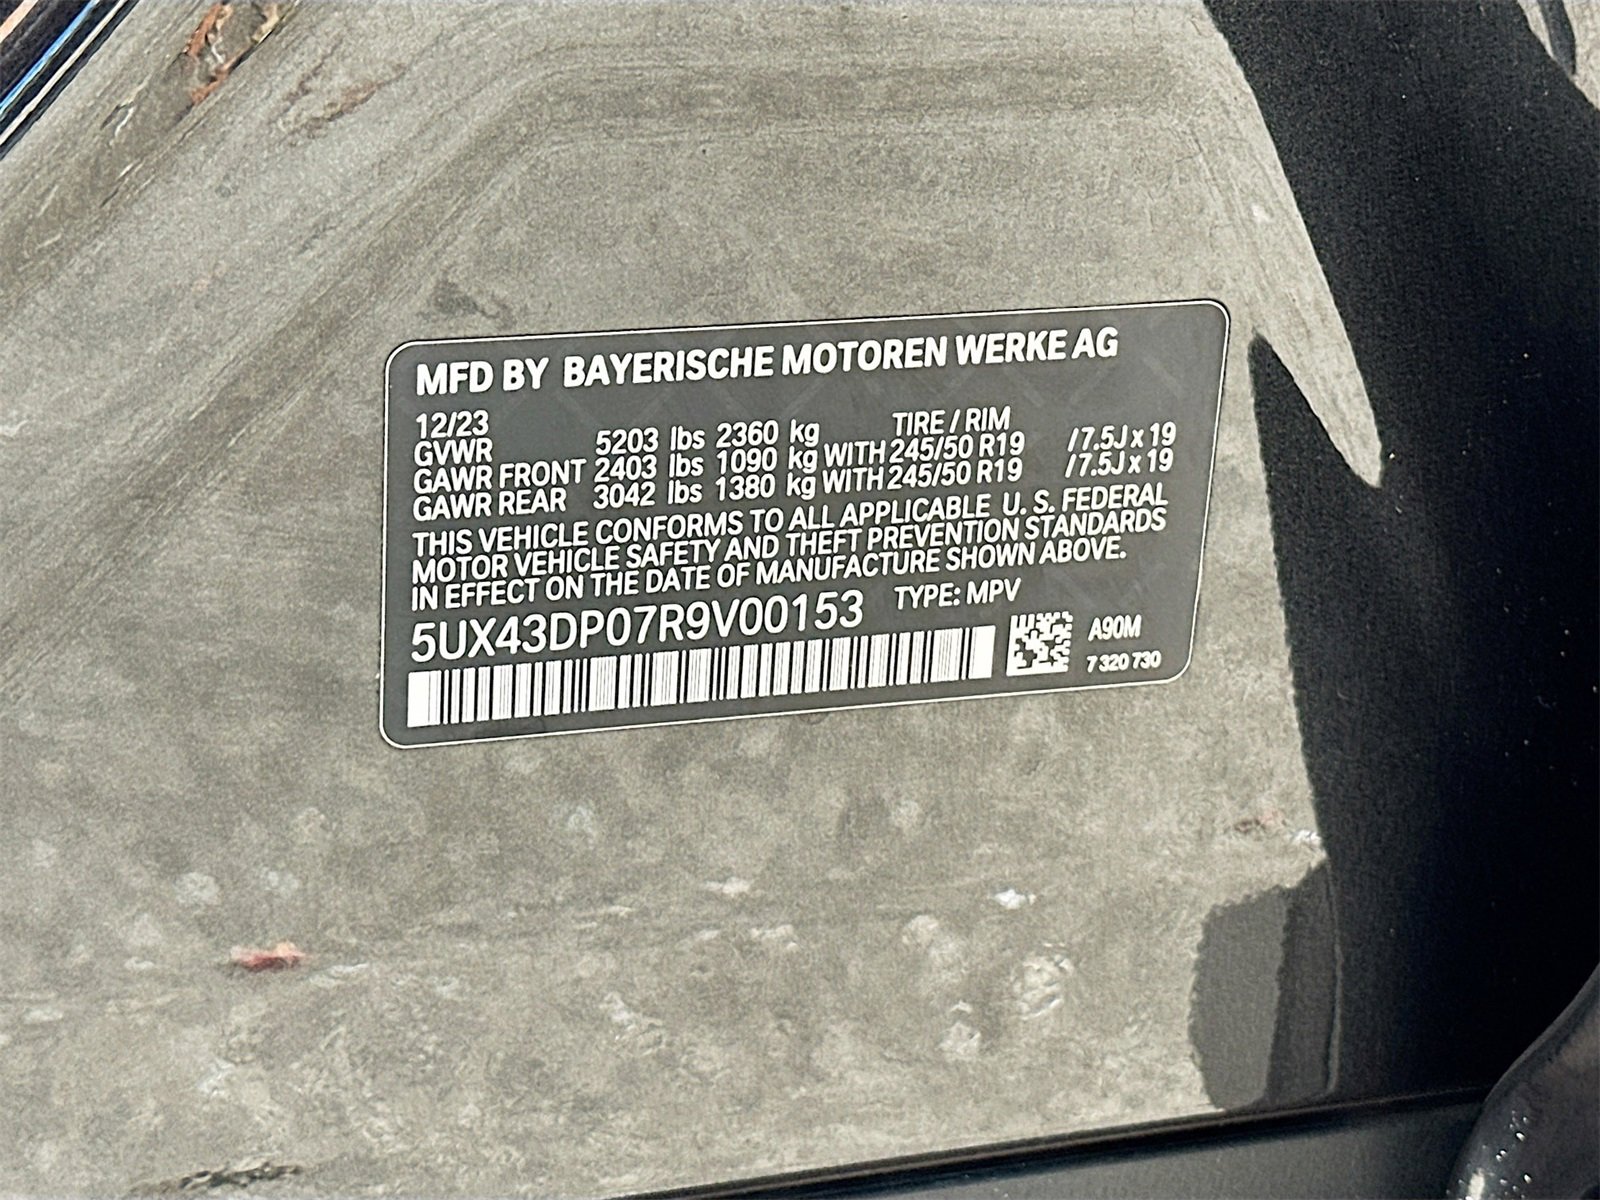 MFD BY BAYERISCHE MOTOREN WERKE AG
12/23 TIRE / RIM
GVWR 5203 lbs 2360 kg
GAWR FRONT 2403 lbs 1090 kg WITH 245/50 R19 /7.5J x 19
GAWR REAR 3042 lbs 1380 kg WITH 245/50 R19 /7.5J x 19
THIS VEHICLE CONFORMS TO ALL APPLICABLE U. S. FEDERAL
MOTOR VEHICLE SAFETY AND THEFT PREVENTION STANDARDS
IN EFFECT ON THE DATE OF MANUFACTURE SHOWN ABOVE.
5UX43DP07R9V00153 TYPE: MPV
A90M
7 320 730